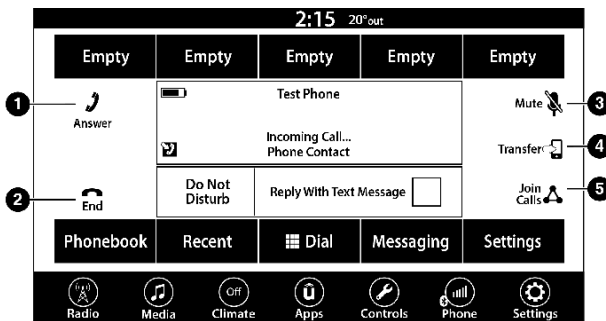 2:15 20°out
Empty Empty Empty Empty Empty
1 Answer
Test Phone
Incoming Call...
Phone Contact
Mute 3
Transfer 4
2 End
Do Not
Disturb
Reply With Text Message
Join
Calls 5
Phonebook Recent Dial Messaging Settings
Off
û
Radio Media Climate Apps Controls Phone Settings